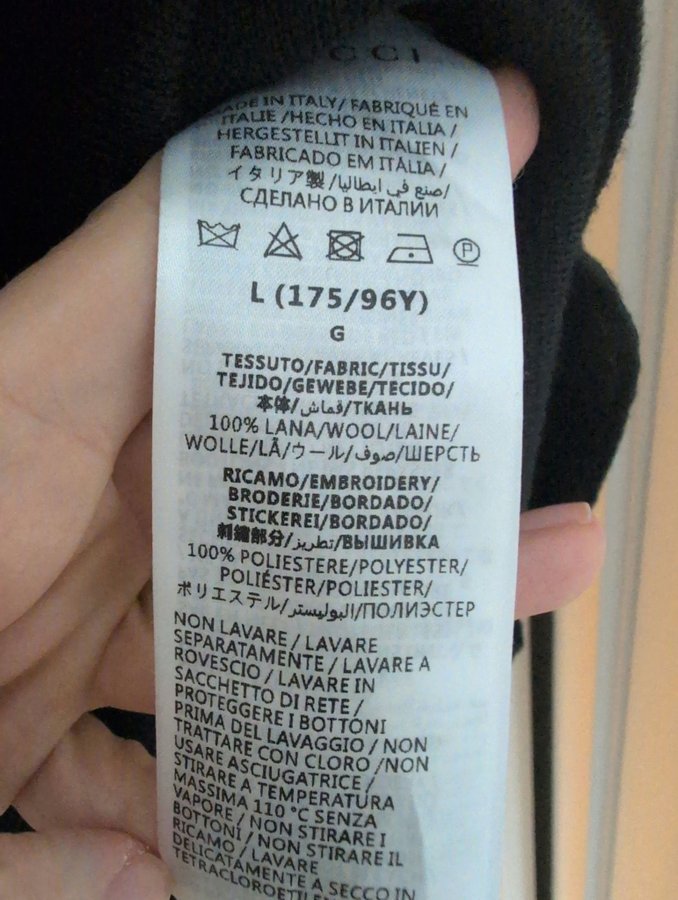 UCCI
ADE IN ITALY/ FABRIQUÉ EN
ITALIE /HECHO EN ITALIA /
HERGESTELLT IN ITALIEN /
FABRICADO EM ITÁLIA /
イタリア製 /صنع في ايطاليا/
СДЕЛАНО В ИТАЛИИ
P
L (175/96Y)
G
TESSUTO/FABRIC/TISSU/
TEJIDO/GEWEBE/TECIDO/
本体/قماش/ТКАНЬ
100% LANA/WOOL/LAINE/
WOLLE/LÃ/ウール/صوف/ШЕРСТЬ
RICAMO/EMBROIDERY/
BRODERIE/BORDADO/
STICKEREI/BORDADO/
刺繍部分/تطريز/ВЫШИВКА
100% POLIESTERE/POLYESTER/
POLIÉSTER/POLIESTER/
ポリエステル/البوليستر/ПОЛИЭСТЕР
NON LAVARE / LAVARE
SEPARATAMENTE / LAVARE A
ROVESCIO / LAVARE IN
SACCHETTO DI RETE /
PROTEGGERE I BOTTONI
PRIMA DEL LAVAGGIO / NON
TRATTARE CON CLORO /NON
USARE ASCIUGATRICE /
STIRARE A TEMPERATURA
MASSIMA 110 °C SENZA
VAPORE / NON STIRARE I
BOTTONI / NON STIRARE IL
RICAMO / LAVARE
DELICATAMENTE A SECCO IN
TETRACLOROETILE